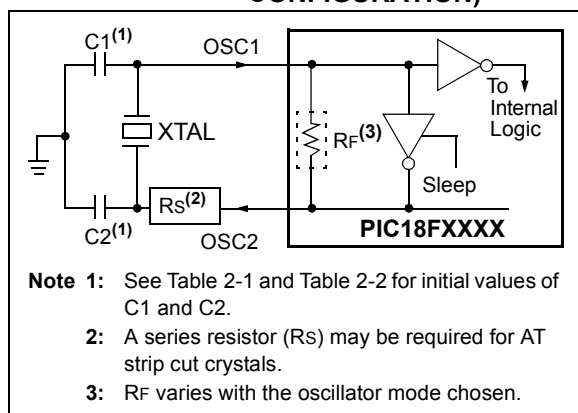 CONFIGURATION)
C1(1)
OSC1
To
Internal
Logic
XTAL
RF(3)
Sleep
RS(2)
C2(1)
OSC2
PIC18FXXXX
Note 1: See Table 2-1 and Table 2-2 for initial values of
C1 and C2.
2: A series resistor (RS) may be required for AT
strip cut crystals.
3: RF varies with the oscillator mode chosen.